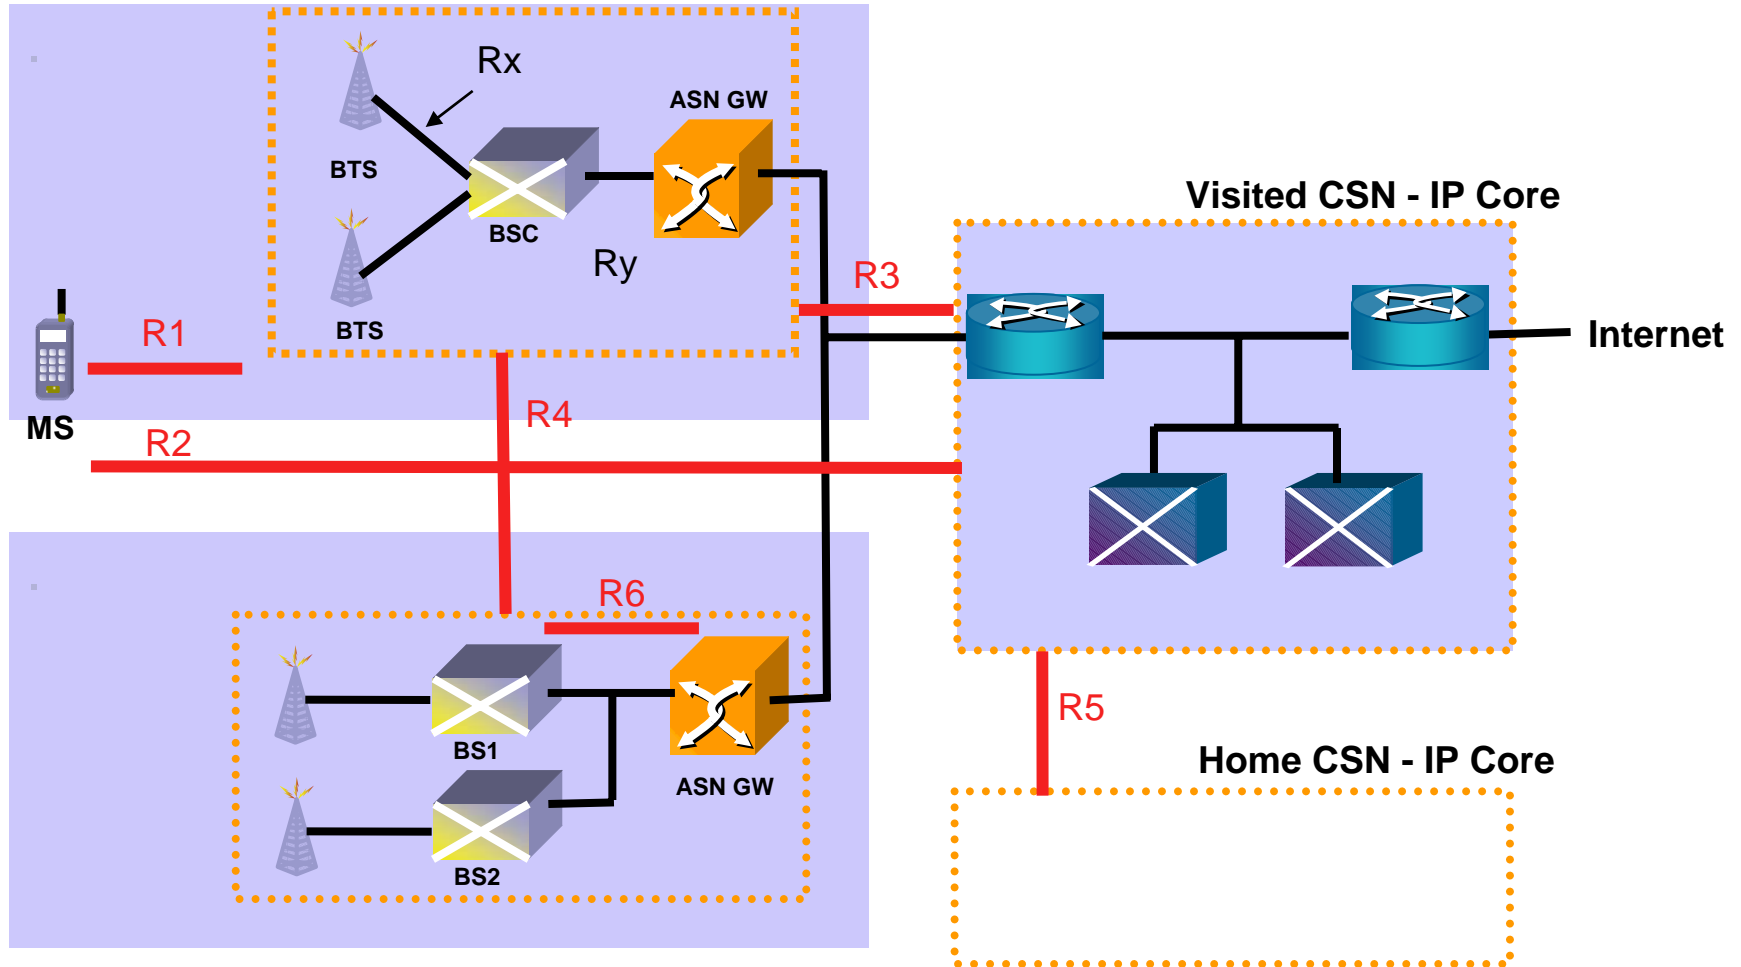 Rx
ASN GW
BTS
BSC
Ry
BTS
Visited CSN - IP Core
R3
R1
Internet
MS
R4
R2
R6
BS1
ASN GW
BS2
R5
Home CSN - IP Core